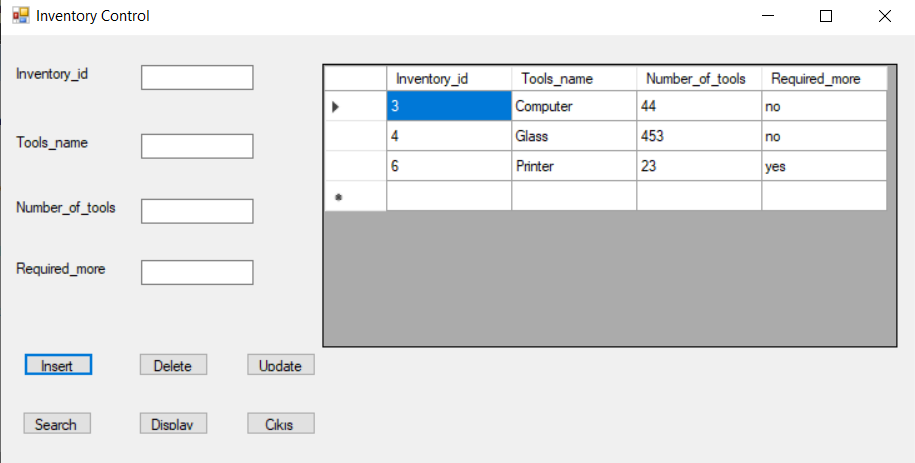 Inventory Control
Inventory_id
Tools_name
Number_of_tools
Required_more
Inventory_id Tools_name Number_of_tools Required_more
3 Computer 44 no
4 Glass 453 no
6 Printer 23 yes
Insert Delete Update
Search Display Çıkış